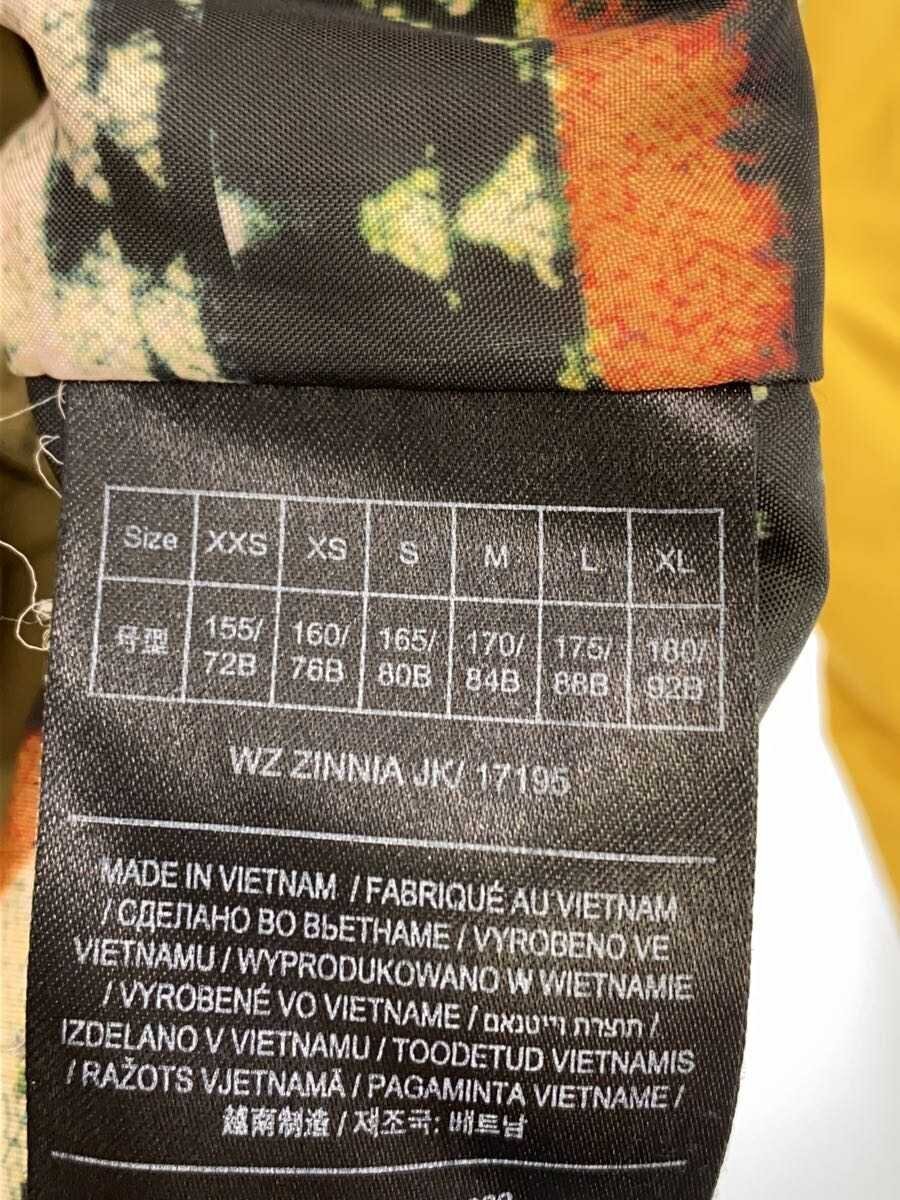 Size XXS XS S M L XL
号型 155/72B 160/76B 165/80B 170/84B 175/88B 180/92B
WZ ZINNIA JK/ 17195
MADE IN VIETNAM / FABRIQUÉ AU VIETNAM
/ СДЕЛАНО ВО ВЬЕТНАМЕ / VYROBENO VE
VIETNAMU / WYPRODUKOWANO W WIETNAMIE
/ VYROBENÉ VO VIETNAME / תוצרת וייטנאם /
IZDELANO V VIETNAMU / TOODETUD VIETNAMIS
/ RAŽOTS VJETNAMĀ / PAGAMINTA VIETNAME /
越南制造 / 제조국: 베트남